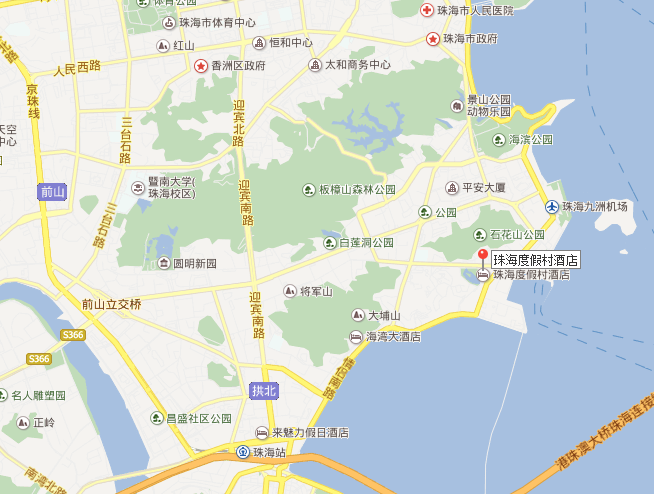 体育公园
珠海市人民医院
珠海市体育中心
恒和中心
珠海市政府
红山
人民西路
香洲区政府
太和商务中心
京珠线
三台石路
迎宾北路
景山公园
动物乐园
海滨公园
暨南大学(
珠海校区)
前山
迎宾南路
板樟山森林公园
平安大厦
三台石路
公园
珠海九洲机场
石花山公园
白莲洞公园
圆明新园
珠海度假村酒店
珠海度假村酒店
前山立交桥
将军山
迎宾南路
大埔山
S366
海湾大酒店
S366
情侣南路
名人雕塑园
拱北
昌盛社区公园
正岭
来魅力假日酒店
珠海站
南湾北路
港珠澳大桥珠海连接